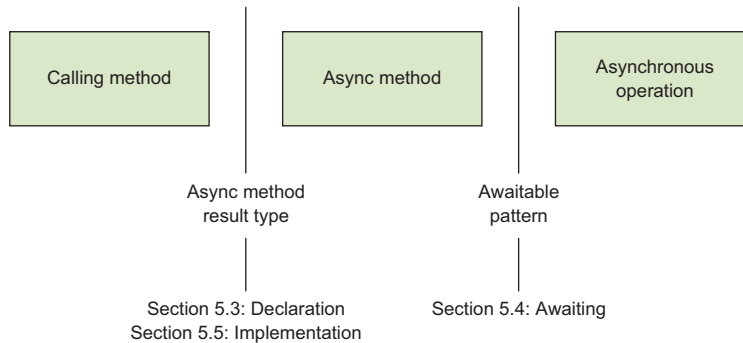 Calling method
Async method
Asynchronous
operation
Async method
result type
Awaitable
pattern
Section 5.3: Declaration
Section 5.5: Implementation
Section 5.4: Awaiting